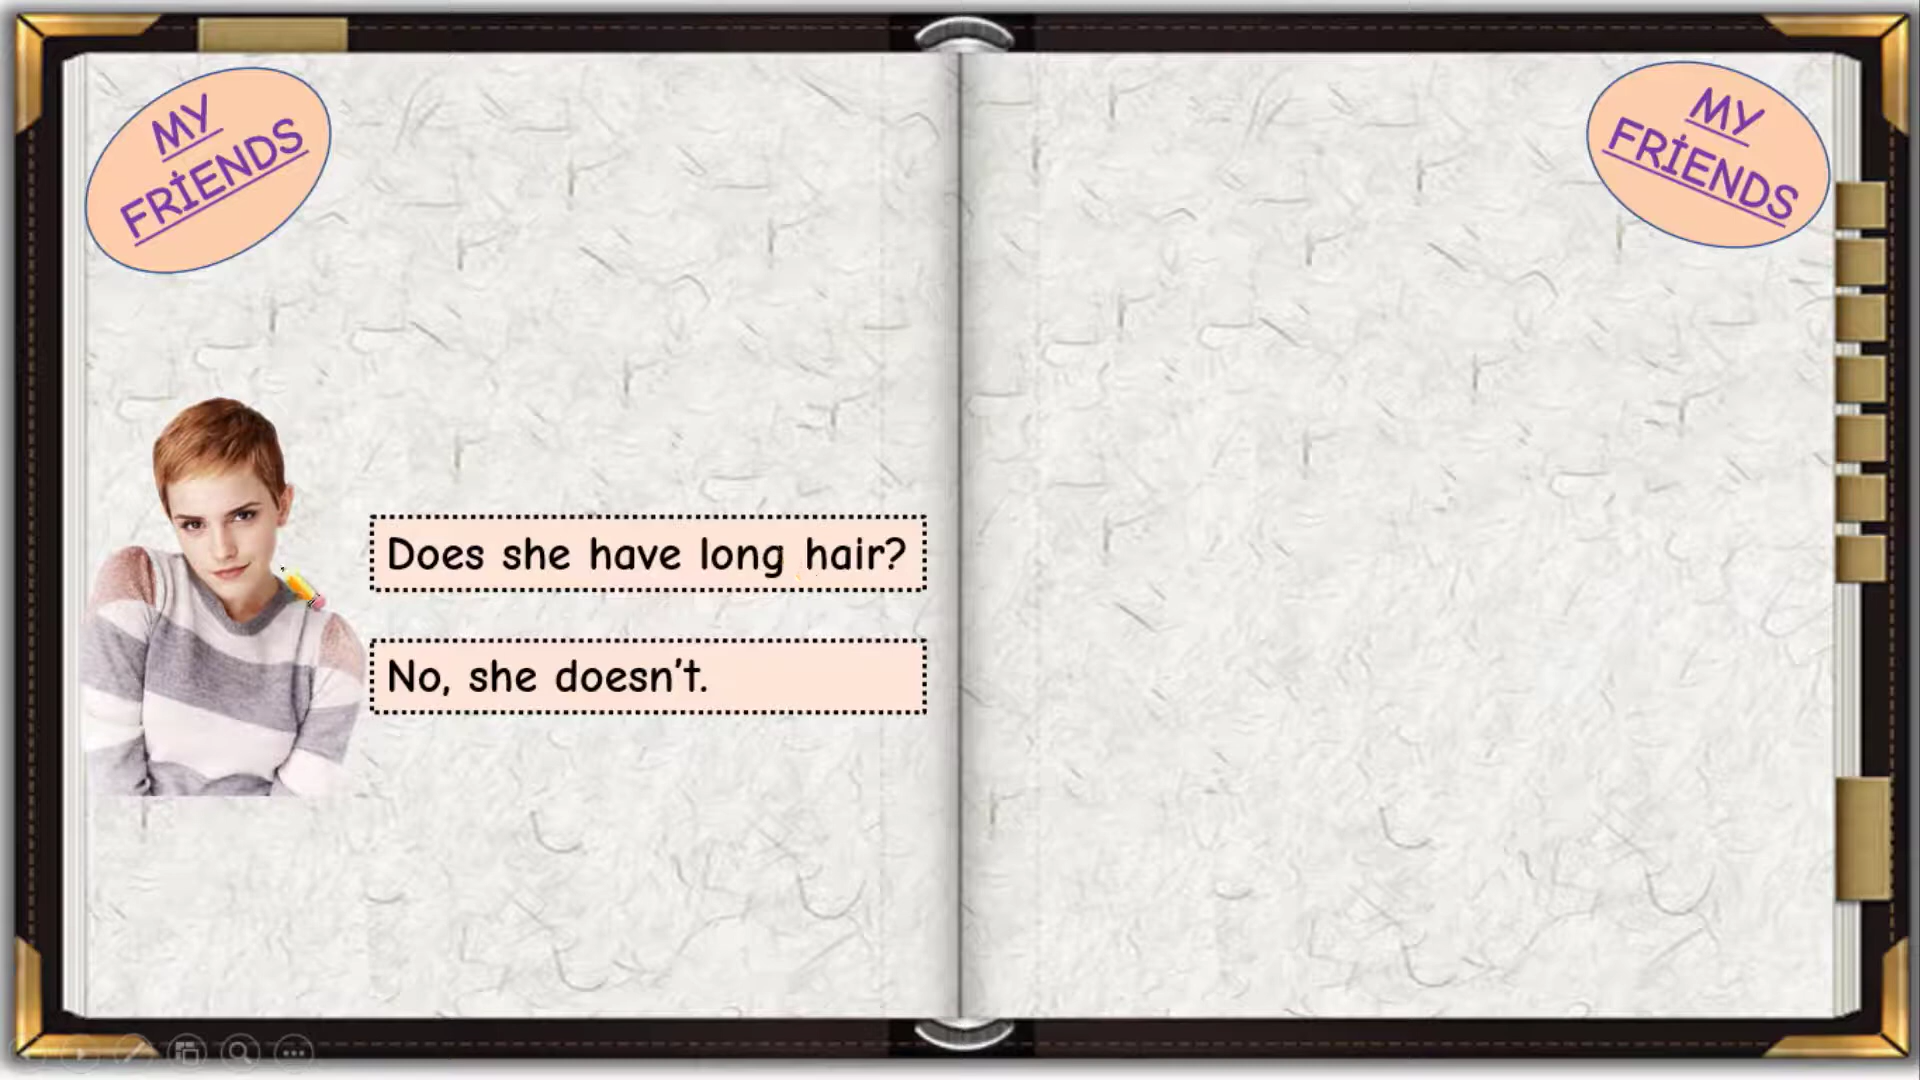 MY
FRİENDS
MY
FRİENDS
Does she have long hair?
No, she doesn't.